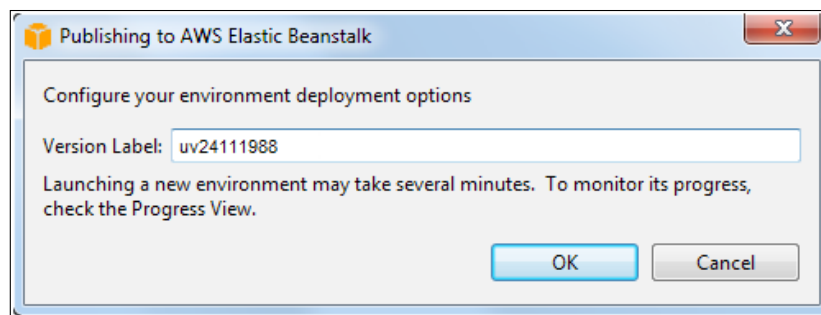 Publishing to AWS Elastic Beanstalk
Configure your environment deployment options
Version Label: uv24111988
Launching a new environment may take several minutes. To monitor its progress,
check the Progress View.
OK Cancel